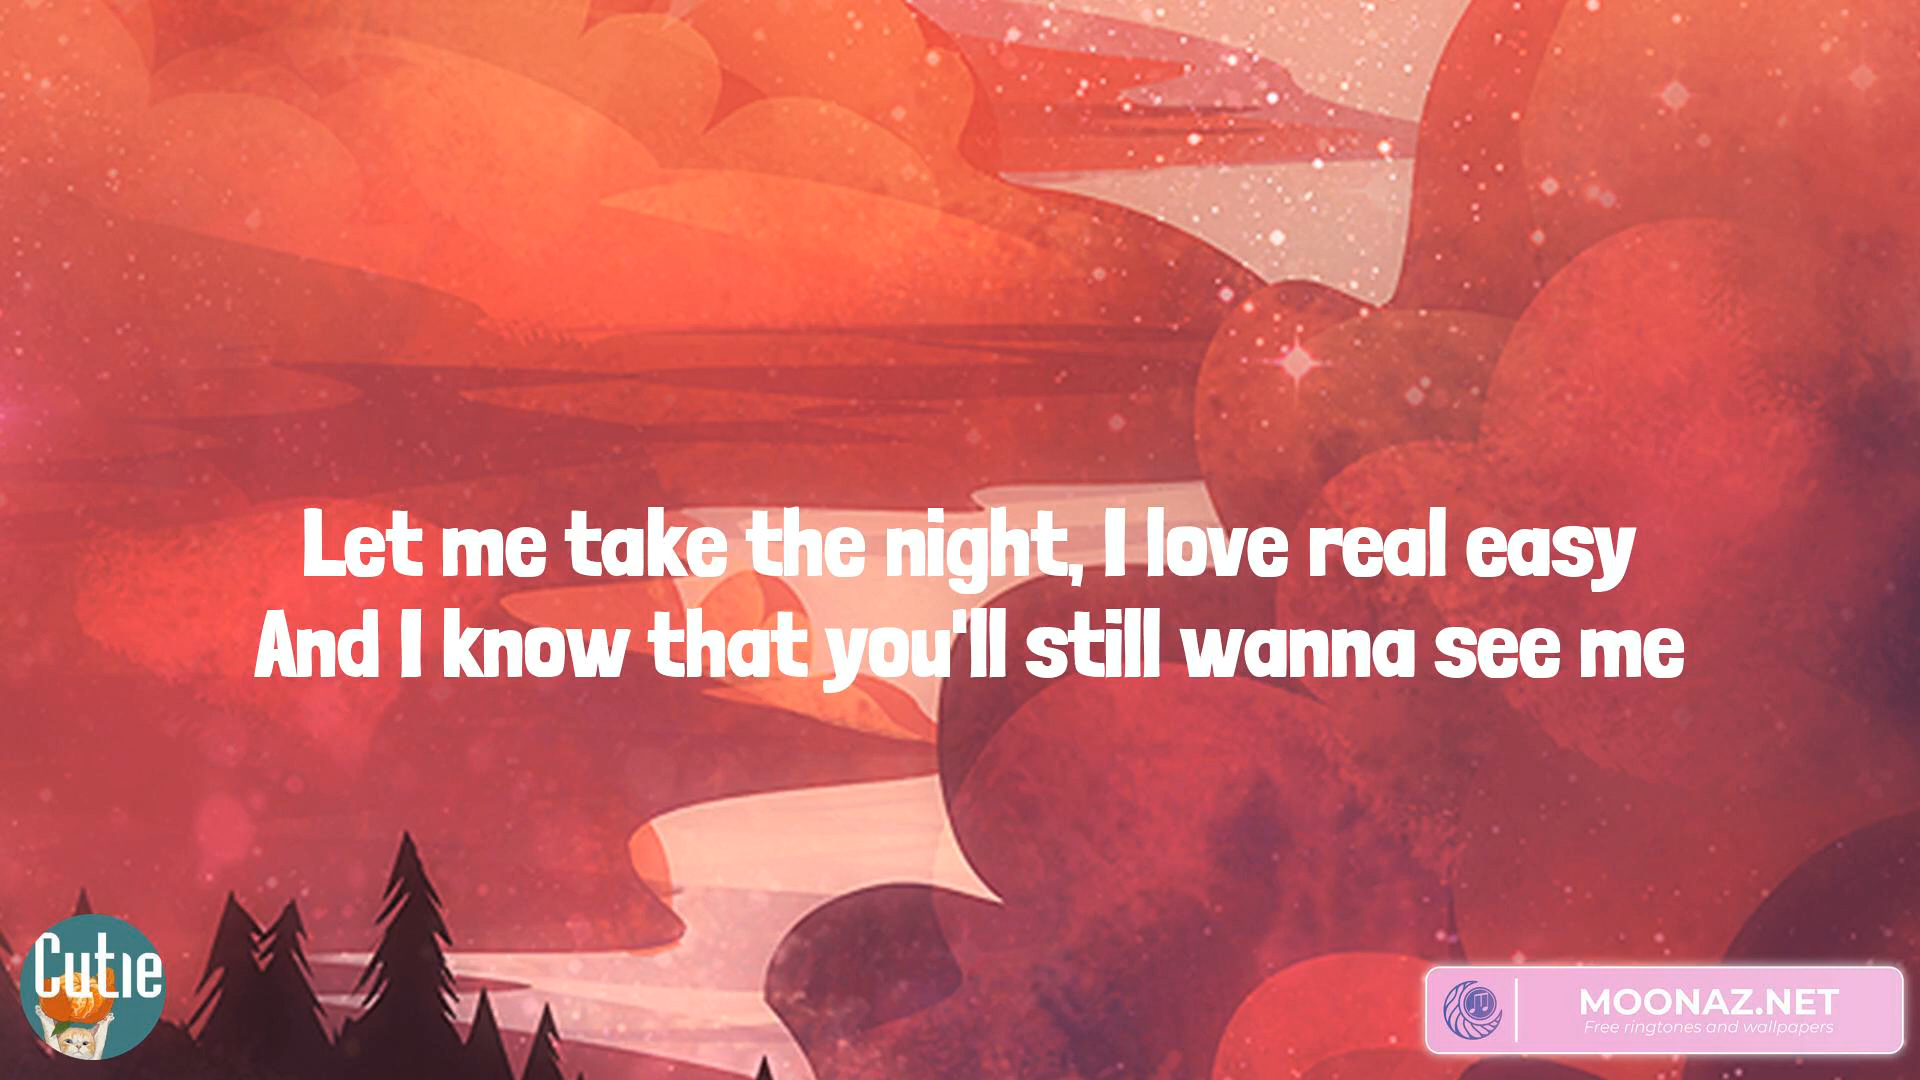 Let me take the night, I love real easy
And I know that you'll still wanna see me
Cutie
MOONAZ.NET
Free ringtones and wallpapers